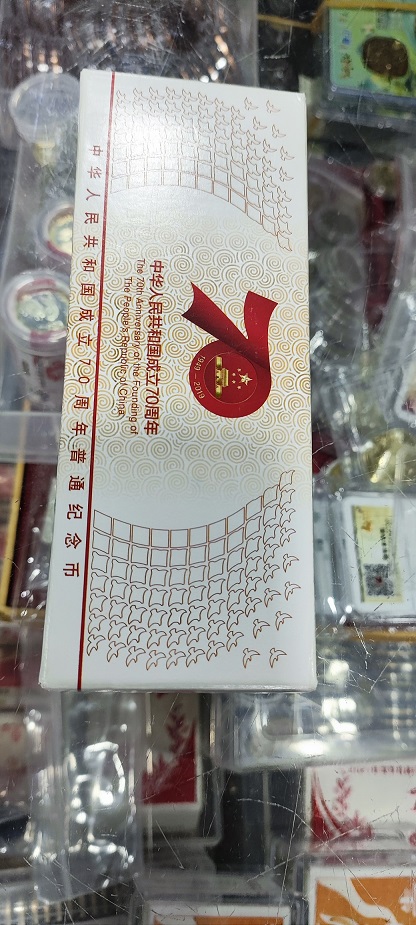 1949-2019
中华人民共和国成立70周年
The 70th Anniversary of the Founding of
The People's Republic of China
中华人民共和国成立70周年普通纪念币